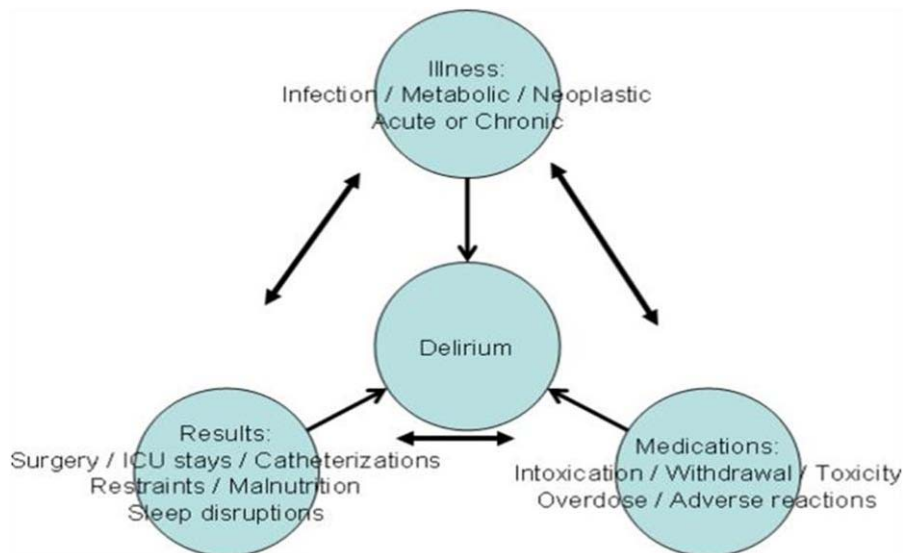 Illness:
Infection / Metabolic / Neoplastic
Acute or Chronic
Delirium
Results:
Surgery / ICU stays / Catheterizations
Restraints / Malnutrition
Sleep disruptions
Medications:
Intoxication / Withdrawal / Toxicity
Overdose / Adverse reactions